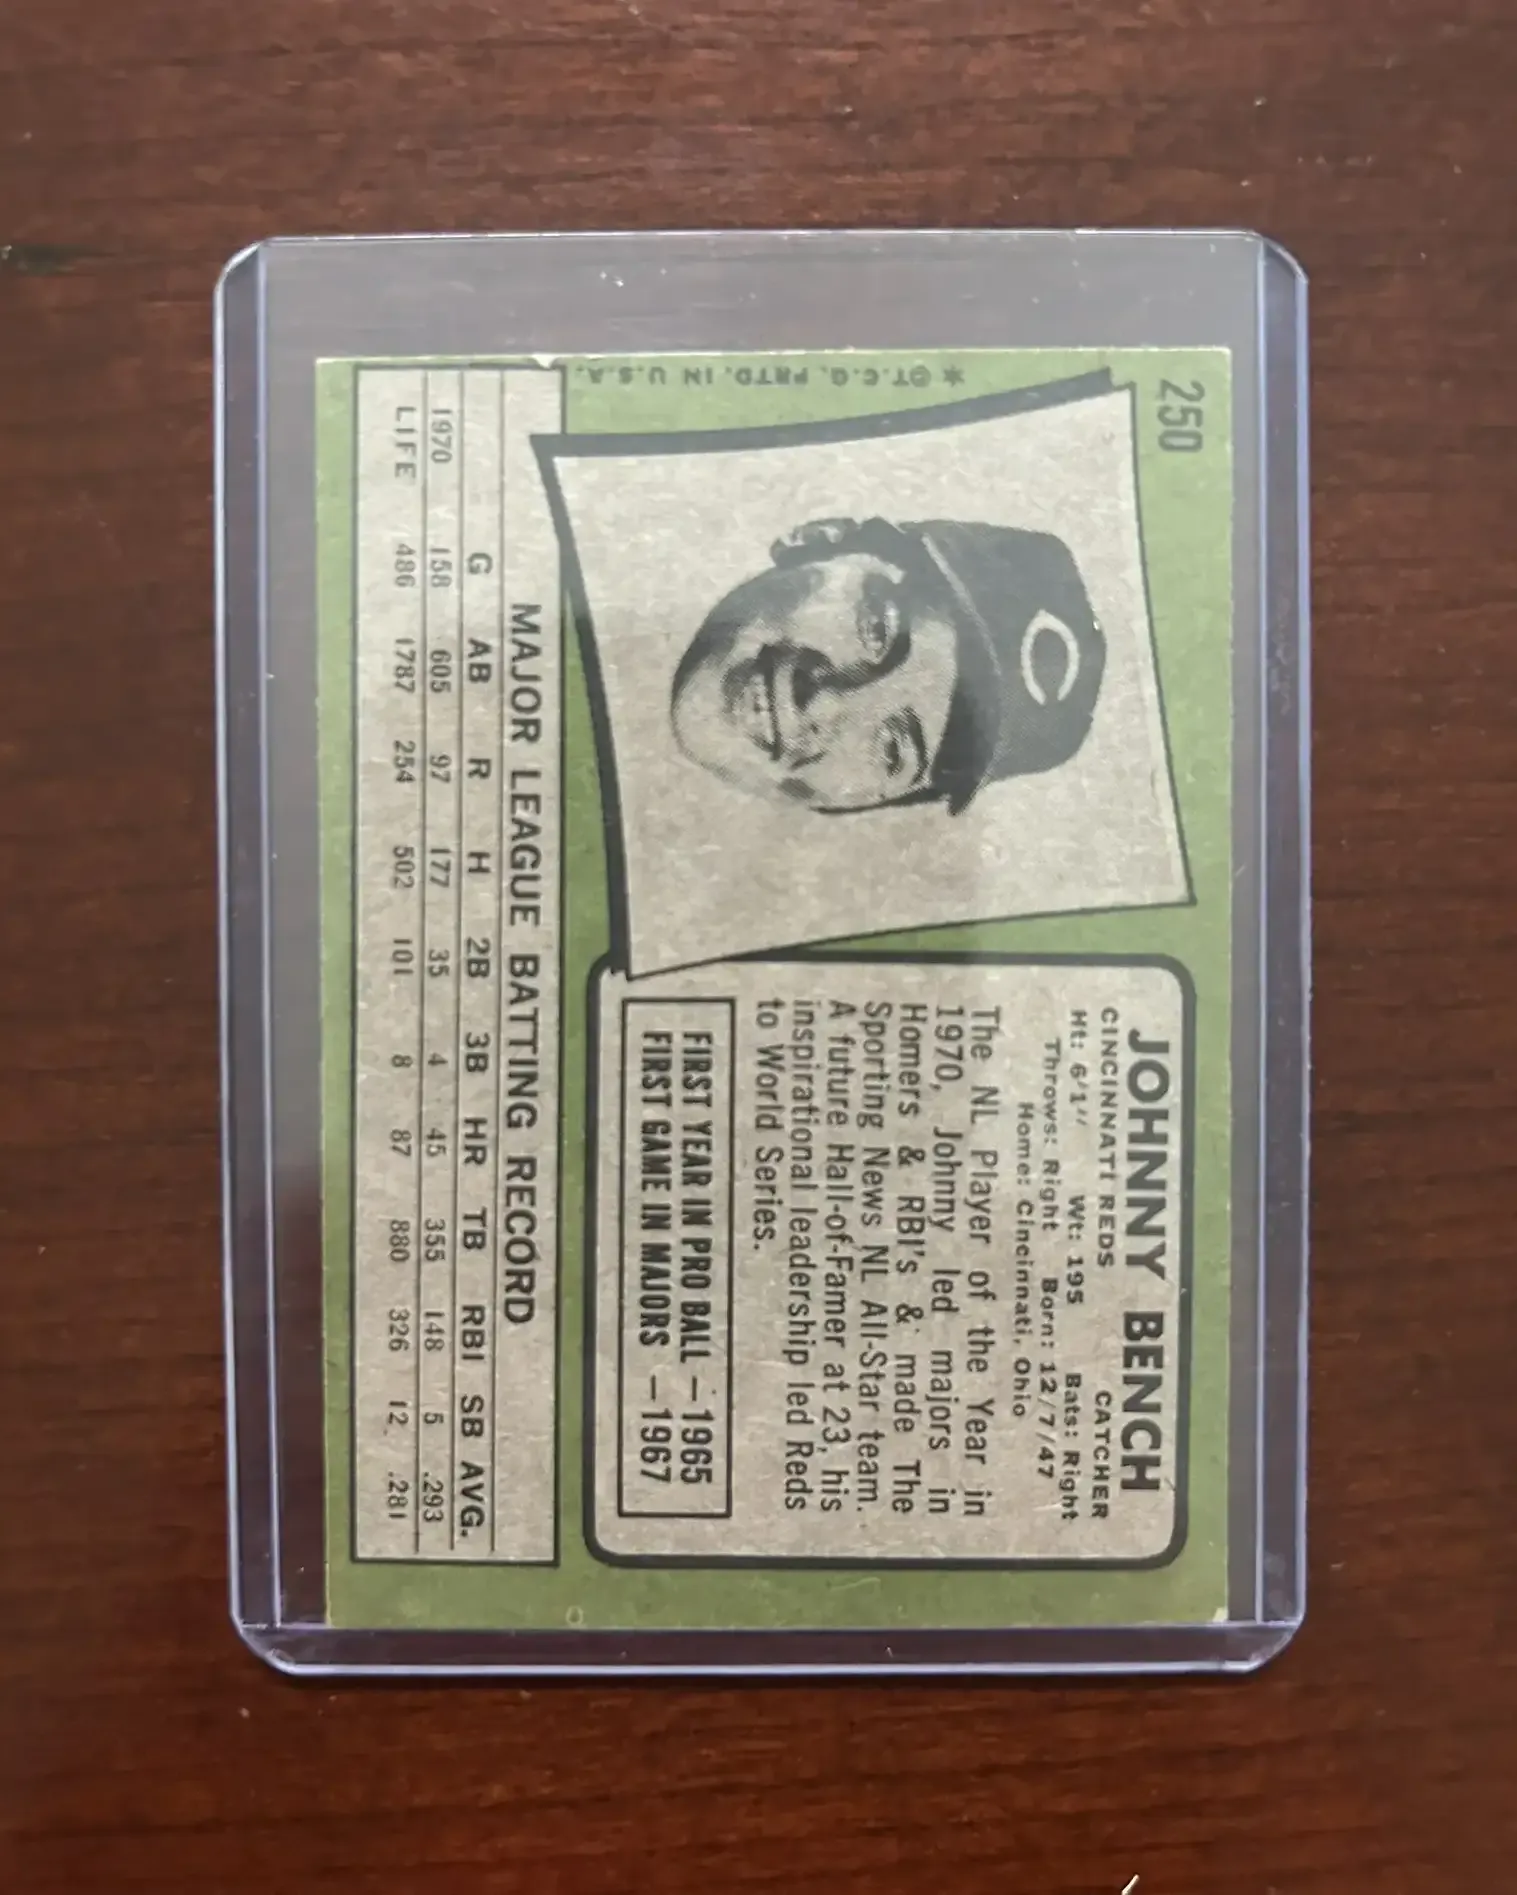 250
JOHNNY BENCH
CINCINNATI REDS CATCHER
Ht: 6'1" Wt: 195 Bats: Right
Throws: Right Born: 12/7/47
Home: Cincinnati, Ohio
The NL Player of the Year in
1970, Johnny led majors in
Homers & RBI's & made The
Sporting News NL All-Star team.
A future Hall-of-Famer at 23, his
inspirational leadership led Reds
to World Series.
FIRST YEAR IN PRO BALL — 1965
FIRST GAME IN MAJORS — 1967
C
* © T.C.G. PRTD. IN U.S.A.
MAJOR LEAGUE BATTING RECORD
G AB R H 2B 3B HR TB RBI SB AVG.
1970 158 605 97 177 35 4 45 355 148 5 .293
LIFE 486 1787 254 502 101 8 87 880 326 12 .281